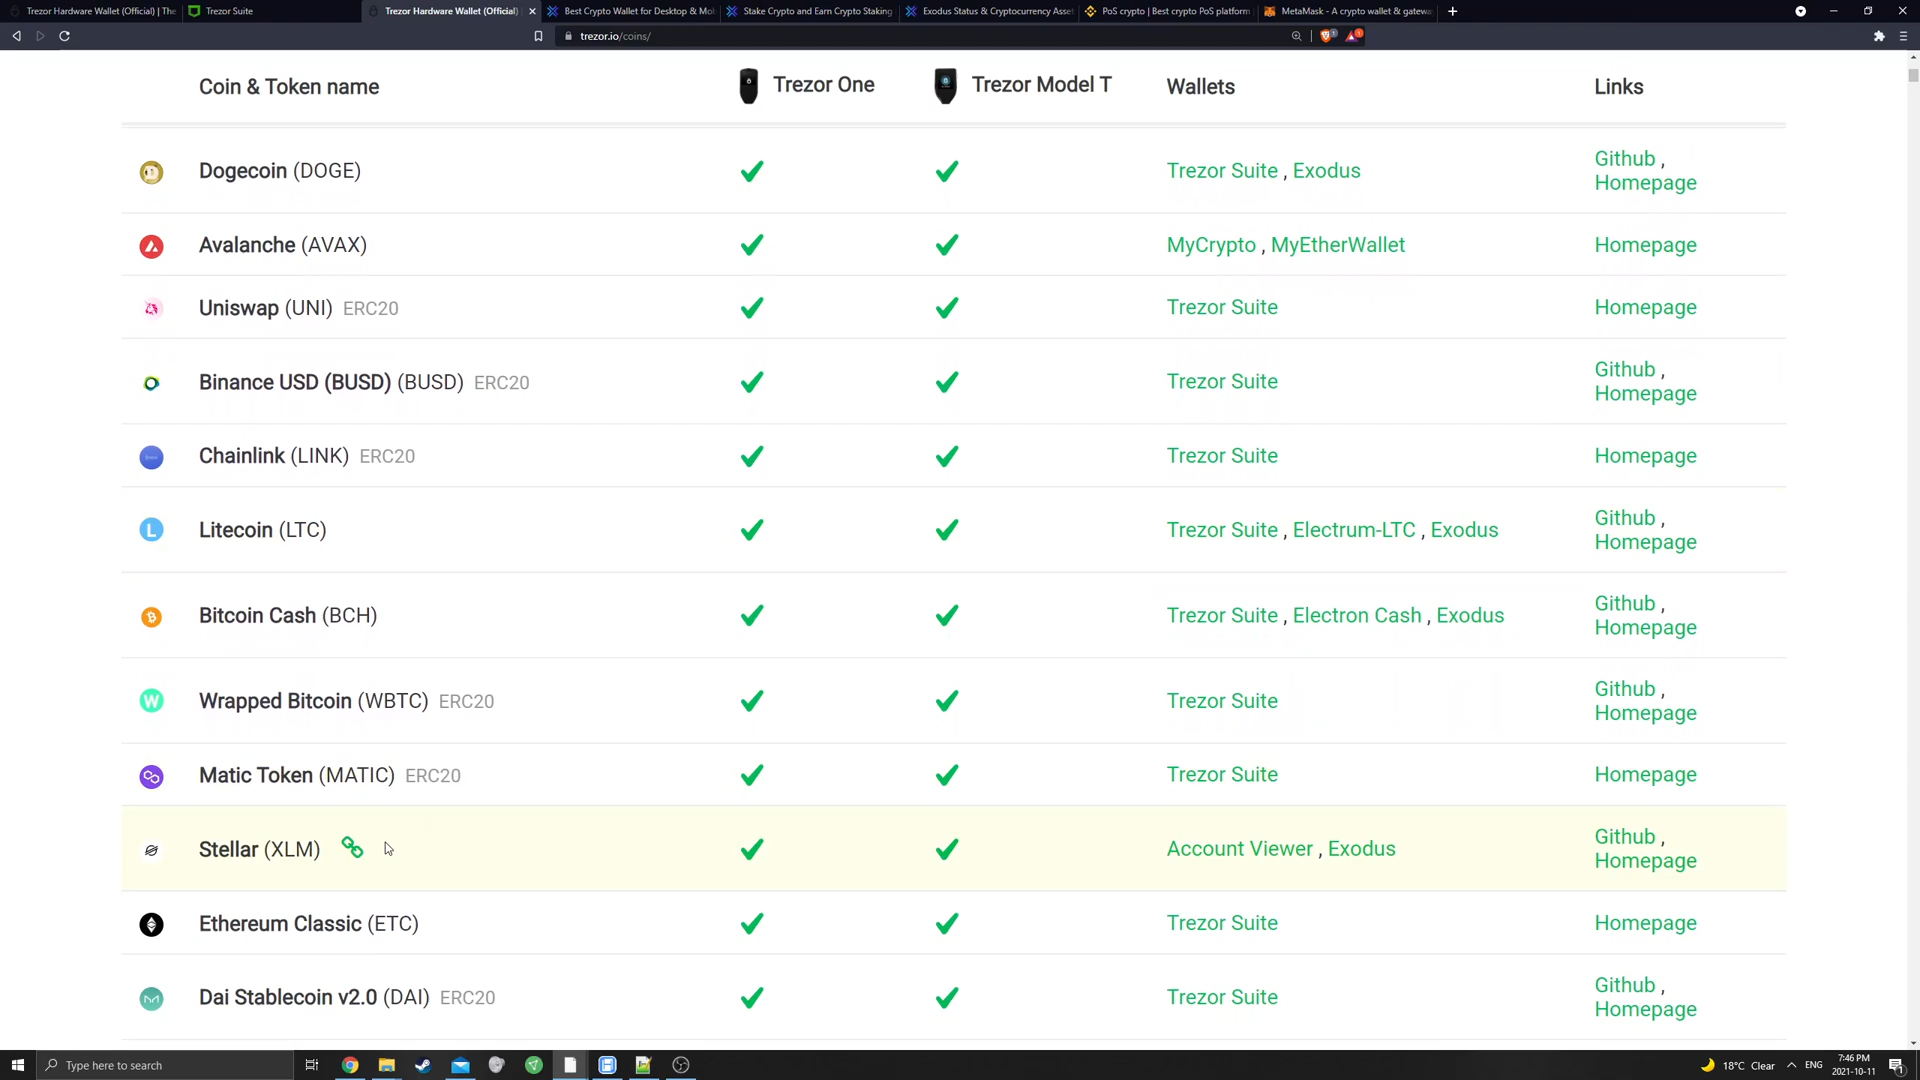 Trezor Hardware Wallet (Official) | The
Trezor Suite
Trezor Hardware Wallet (Official)
Best Crypto Wallet for Desktop & Mob
Stake Crypto and Earn Crypto Staking
Exodus Status & Cryptocurrency Asset
PoS crypto | Best crypto PoS platform
MetaMask - A crypto wallet & gatewa
trezor.io/coins/
Coin & Token name
Trezor One
Trezor Model T
Wallets
Links
Dogecoin (DOGE)
Trezor Suite , Exodus
Github ,
Homepage
Avalanche (AVAX)
MyCrypto , MyEtherWallet
Homepage
Uniswap (UNI) ERC20
Trezor Suite
Homepage
Binance USD (BUSD) (BUSD) ERC20
Trezor Suite
Github ,
Homepage
Chainlink (LINK) ERC20
Trezor Suite
Homepage
Litecoin (LTC)
Trezor Suite , Electrum-LTC , Exodus
Github ,
Homepage
Bitcoin Cash (BCH)
Trezor Suite , Electron Cash , Exodus
Github ,
Homepage
Wrapped Bitcoin (WBTC) ERC20
Trezor Suite
Github ,
Homepage
Matic Token (MATIC) ERC20
Trezor Suite
Homepage
Stellar (XLM)
Account Viewer , Exodus
Github ,
Homepage
Ethereum Classic (ETC)
Trezor Suite
Homepage
Dai Stablecoin v2.0 (DAI) ERC20
Trezor Suite
Github ,
Homepage
Type here to search
18°C Clear
ENG
7:46 PM
2021-10-11